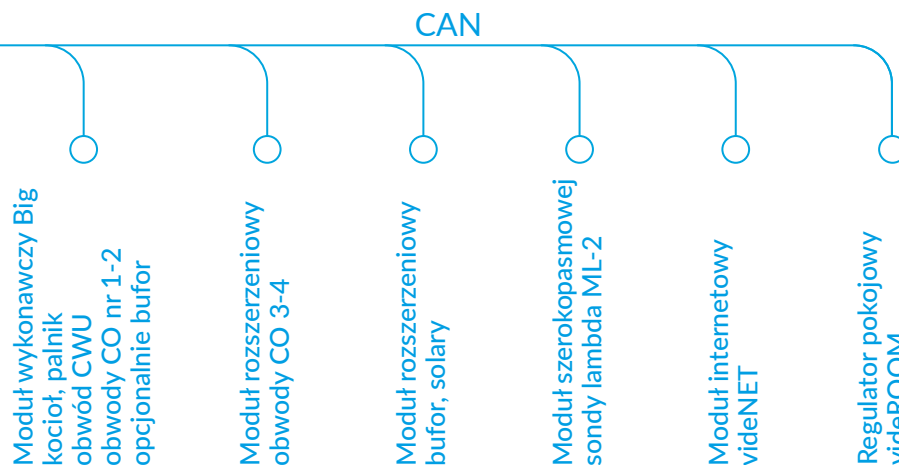 CAN
Moduł wykonawczy Big
kocioł, palnik
obwód CWU
obwody CO nr 1-2
opcjonalnie bufor
Moduł rozszerzeniowy
obwody CO 3-4
Moduł rozszerzeniowy
bufor, solary
Moduł szerokopasmowej
sondy lambda ML-2
Moduł internetowy
videNET
Regulator pokojowy
videROOM